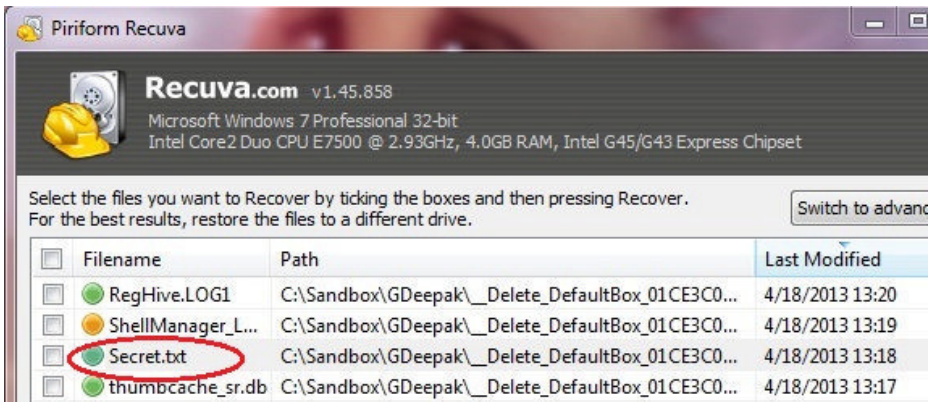 Piriform Recuva
Recuva.com v1.45.858
Microsoft Windows 7 Professional 32-bit
Intel Core2 Duo CPU E7500 @ 2.93GHz, 4.0GB RAM, Intel G45/G43 Express Chipset
Select the files you want to Recover by ticking the boxes and then pressing Recover.
For the best results, restore the files to a different drive.
Switch to advanc
Filename Path Last Modified
RegHive.LOG1 C:\Sandbox\GDeepak\__Delete_DefaultBox_01CE3C0... 4/18/2013 13:20
ShellManager_L... C:\Sandbox\GDeepak\__Delete_DefaultBox_01CE3C0... 4/18/2013 13:19
Secret.txt C:\Sandbox\GDeepak\__Delete_DefaultBox_01CE3C0... 4/18/2013 13:18
thumbcache_sr.db C:\Sandbox\GDeepak\__Delete_DefaultBox_01CE3C0... 4/18/2013 13:17